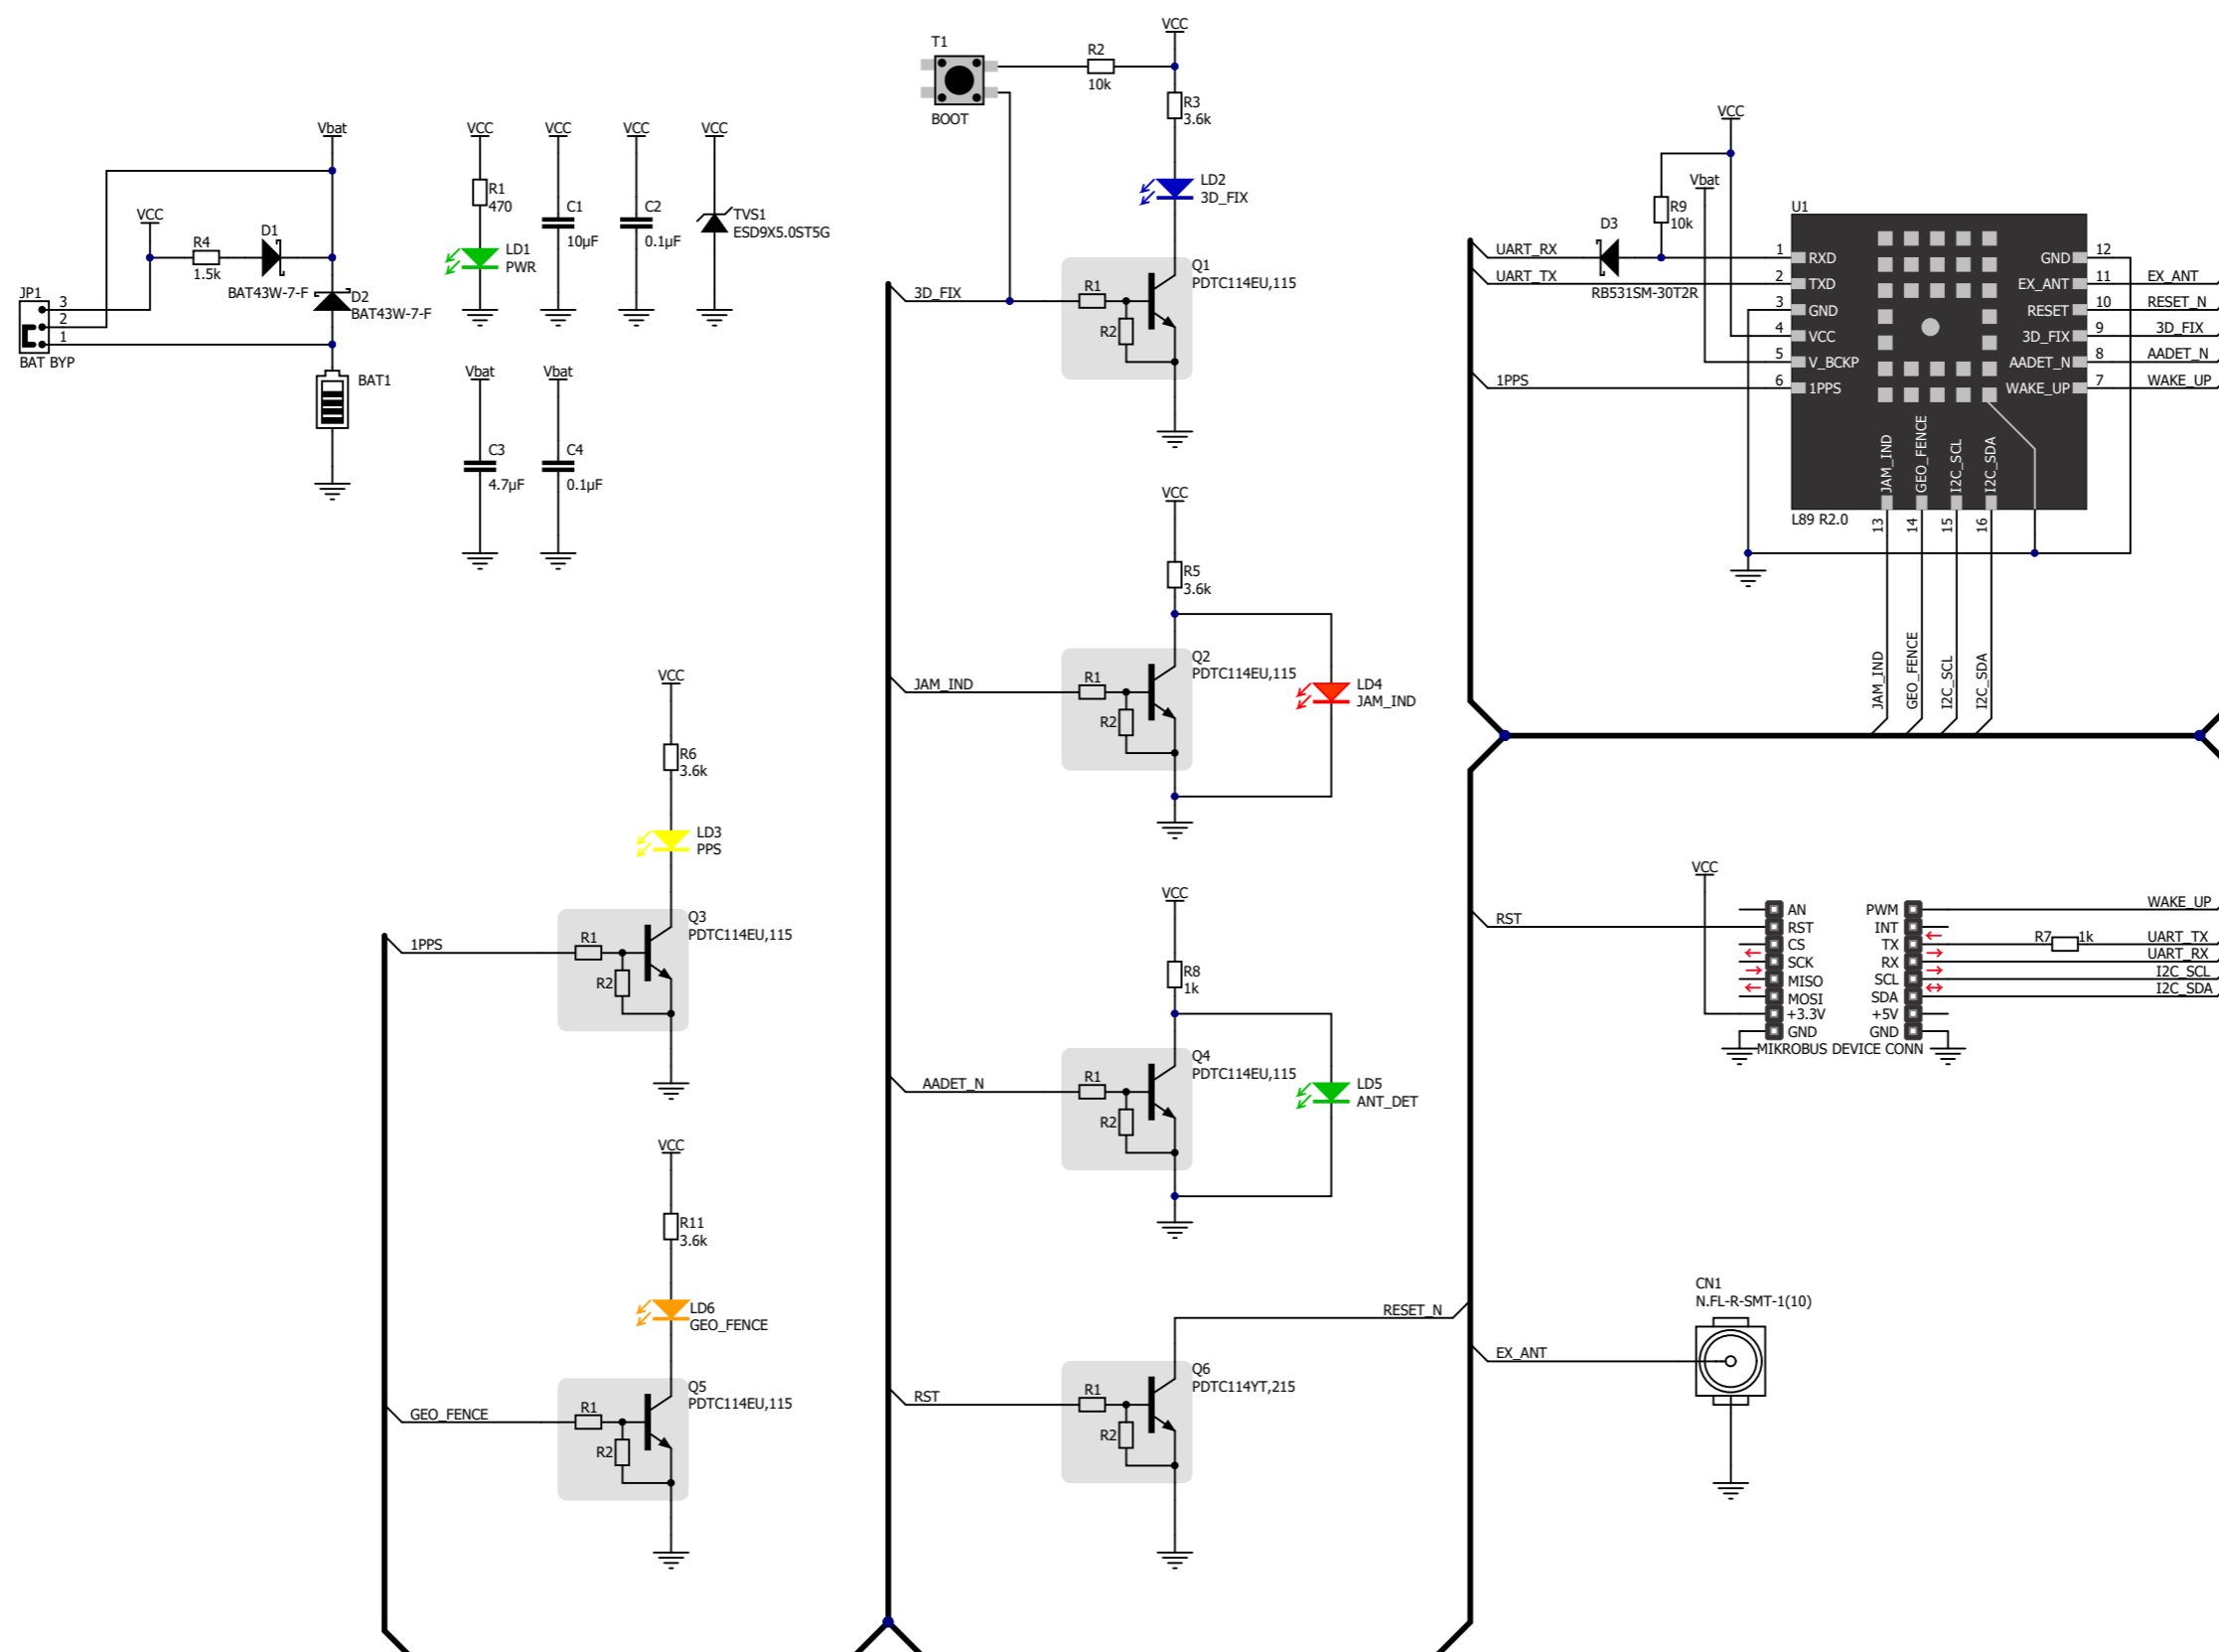 Vbat
VCC
R4
1.5k
D1
BAT43W-7-F
D2
BAT43W-7-F
JP1
3
2
1
BAT BYP
BAT1
VCC
R1
470
LD1
PWR
VCC
C1
10µF
VCC
C2
0.1µF
VCC
TVS1
ESD9X5.0ST5G
Vbat
C3
4.7µF
Vbat
C4
0.1µF
T1
BOOT
R2
10k
VCC
R3
3.6k
LD2
3D_FIX
Q1
PDTC114EU,115
3D_FIX
R1
R2
VCC
R5
3.6k
Q2
PDTC114EU,115
JAM_IND
R1
R2
LD4
JAM_IND
VCC
R6
3.6k
LD3
PPS
Q3
PDTC114EU,115
1PPS
R1
R2
VCC
R8
1k
Q4
PDTC114EU,115
AADET_N
R1
R2
LD5
ANT_DET
VCC
R11
3.6k
LD6
GEO_FENCE
Q5
PDTC114EU,115
GEO_FENCE
R1
R2
RESET_N
Q6
PDTC114YT,215
RST
R1
R2
VCC
Vbat
R9
10k
D3
RB531SM-30T2R
UART_RX
UART_TX
1PPS
U1
1
RXD
2
TXD
3
GND
4
VCC
5
V_BCKP
6
1PPS
GND
12
EX_ANT
11
EX_ANT
RESET
10
RESET_N
3D_FIX
9
3D_FIX
AADET_N
8
AADET_N
WAKE_UP
7
WAKE_UP
JAM_IND
GEO_FENCE
I2C_SCL
I2C_SDA
L89 R2.0
13
14
15
16
JAM_IND
GEO_FENCE
I2C_SCL
I2C_SDA
VCC
RST
AN
RST
CS
SCK
MISO
MOSI
+3.3V
GND
PWM
INT
TX
RX
SCL
SDA
+5V
GND
MIKROBUS DEVICE CONN
WAKE_UP
R7
1k
UART_TX
UART_RX
I2C_SCL
I2C_SDA
CN1
N.FL-R-SMT-1(10)
EX_ANT